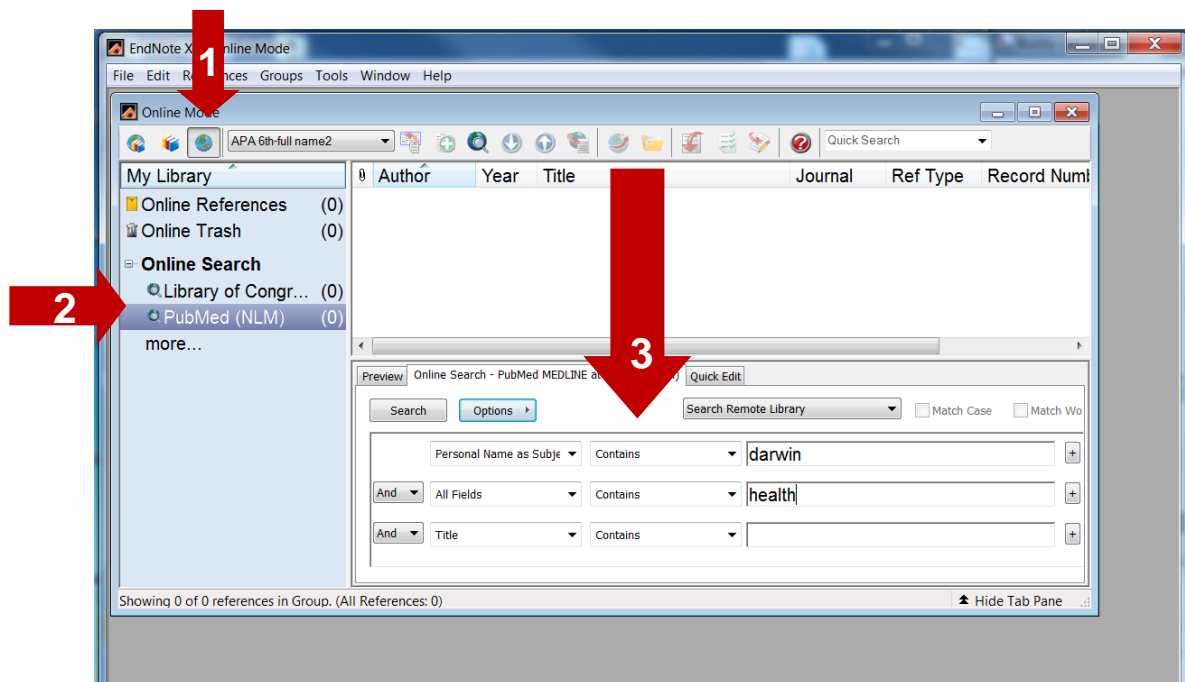 1
EndNote X nline Mode
File Edit R nces Groups Tools Window Help
Online Mode
APA 6th-full name2
Quick Search
My Library
Author Year Title Journal Ref Type Record Numb
Online References (0)
Online Trash (0)
Online Search
2
Library of Congr... (0)
PubMed (NLM) (0)
more...
3
Preview Online Search - PubMed MEDLINE a ) Quick Edit
Search Options Search Remote Library Match Case Match Wo
Personal Name as Subje Contains darwin +
And All Fields Contains health +
And Title Contains +
Showing 0 of 0 references in Group. (All References: 0) Hide Tab Pane